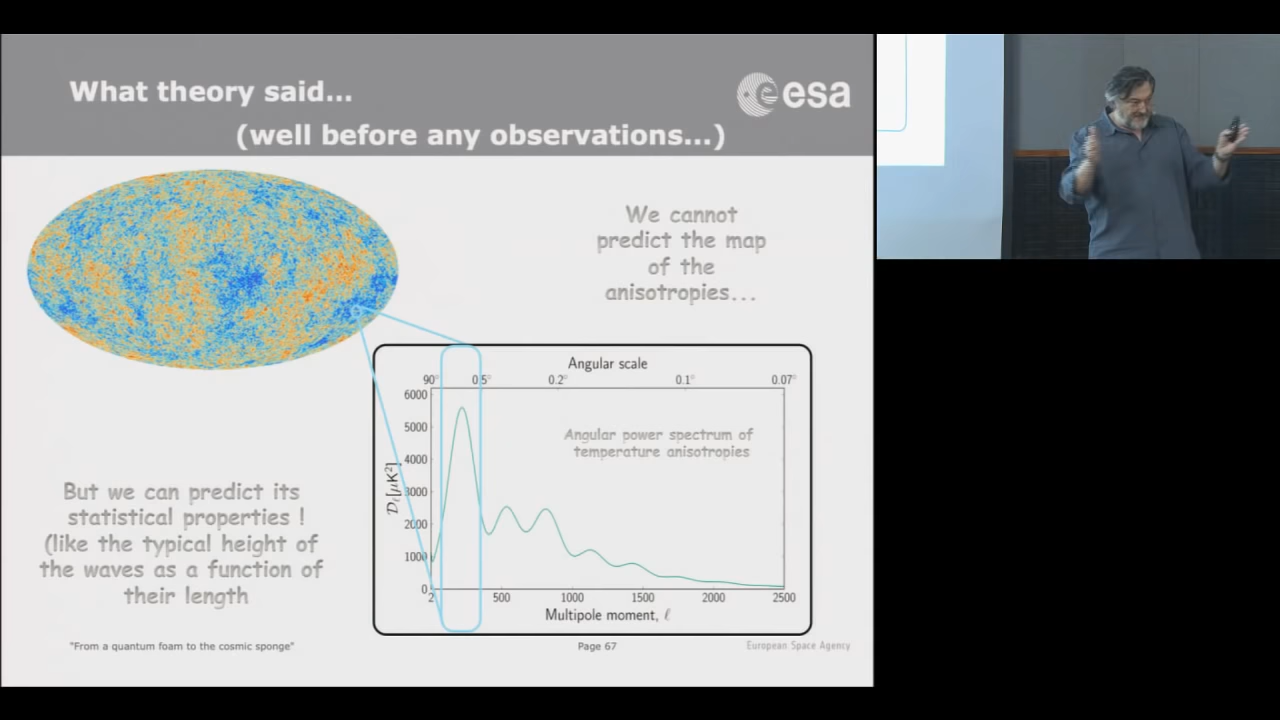 What theory said...
(well before any observations...)
esa
We cannot
predict the map
of the
anisotropies...
Angular scale
90° 0.5° 0.2° 0.1° 0.07°
6000
5000
4000
3000
2000
1000
0
Angular power spectrum of
temperature anisotropies
𝒟ℓ[μK²]
2 500 1000 1500 2000 2500
Multipole moment, ℓ
But we can predict its
statistical properties !
(like the typical height of
the waves as a function of
their length
"From a quantum foam to the cosmic sponge"
Page 67
European Space Agency